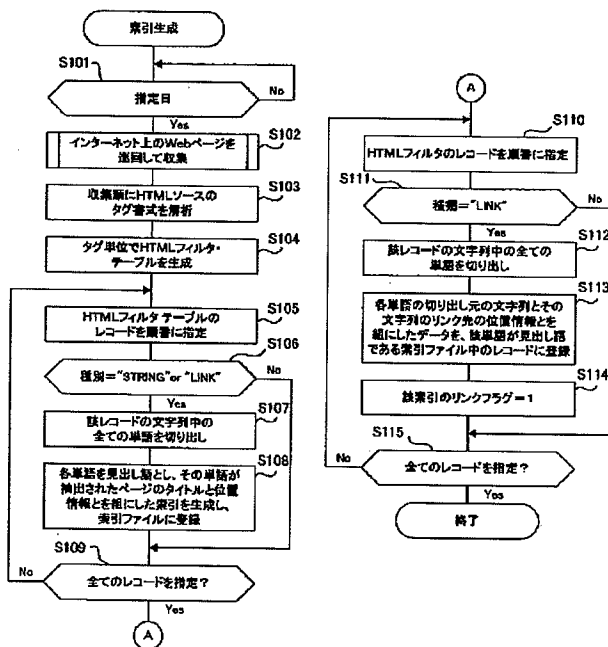 索引生成
S101
指定日
No
Yes
S102
インターネット上のWebページを
巡回して収集
S103
収集順にHTMLソースの
タグ書式を解析
S104
タグ単位でHTMLフィルタ・
テーブルを生成
S105
HTMLフィルタテーブルの
レコードを順番に指定
S106
種別="STRING"or "LINK"
No
Yes
S107
該レコードの文字列中の
全ての単語を切り出し
S108
各単語を見出し語とし、その単語が
抽出されたページのタイトルと位置
情報とを組にした索引を生成し、
索引ファイルに登録
S109
全てのレコードを指定?
No
Yes
A
A
S110
HTMLフィルタのレコードを順番に指定
S111
種類="LINK"
No
Yes
S112
該レコードの文字列中の全ての
単語を切り出し
S113
各単語の切り出し元の文字列とその
文字列のリンク先の位置情報とを
組にしたデータを、該単語が見出し語
である索引ファイル中のレコードに登録
S114
該索引のリンクフラグ=1
S115
全てのレコードを指定?
No
Yes
終了